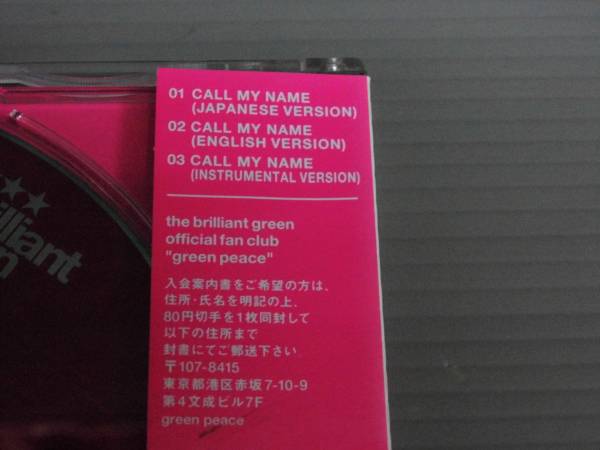 01 CALL MY NAME
(JAPANESE VERSION)
02 CALL MY NAME
(ENGLISH VERSION)
03 CALL MY NAME
(INSTRUMENTAL VERSION)
the brilliant green
official fan club
"green peace"
入会案内書をご希望の方は、
住所・氏名を明記の上、
80円切手を1枚同封して
以下の住所まで
封書にてご郵送下さい
〒107-8415
東京都港区赤坂7-10-9
第4文成ビル7F
green peace